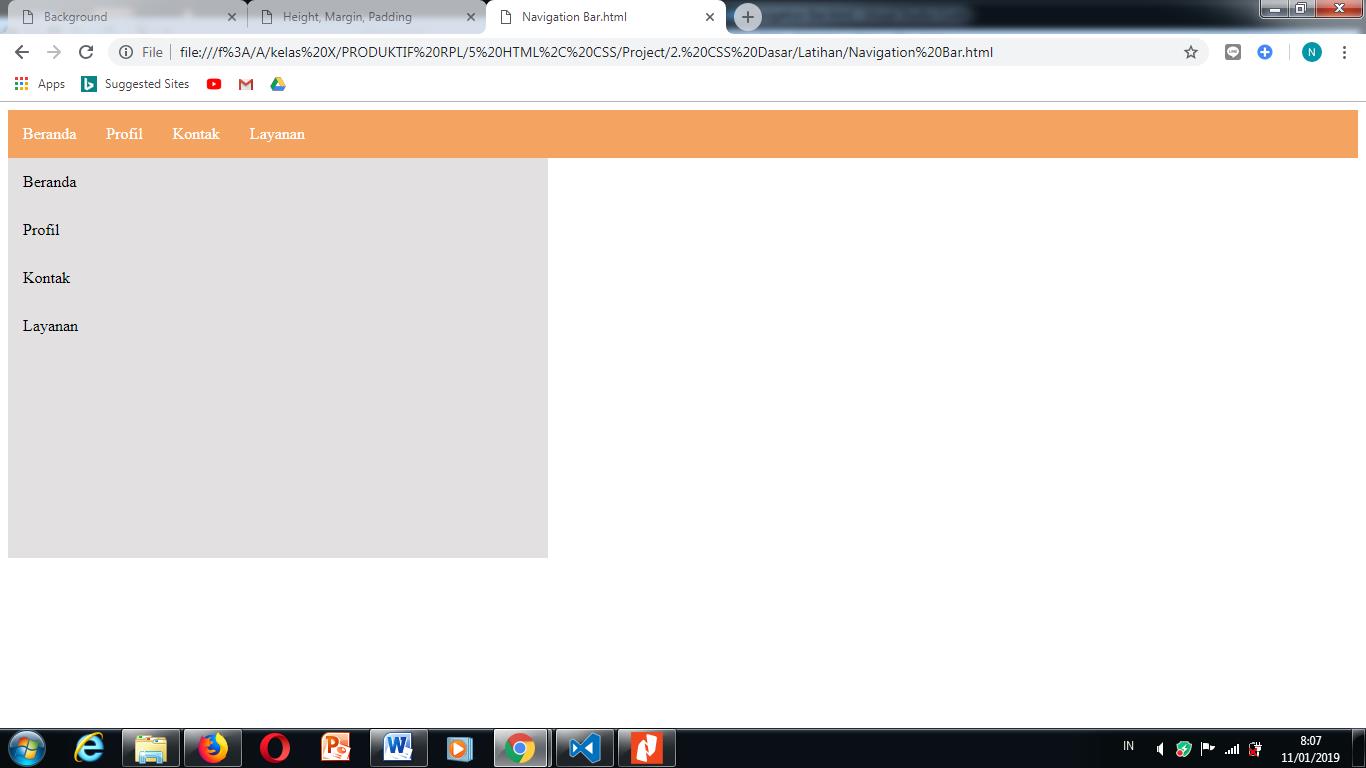 Background
Height, Margin, Padding
Navigation Bar.html
File
file:///f%3A/A/kelas%20X/PRODUKTIF%20RPL/5%20HTML%2C%20CSS/Project/2.%20CSS%20Dasar/Latihan/Navigation%20Bar.html
N
Apps
Suggested Sites
Beranda Profil Kontak Layanan
Beranda
Profil
Kontak
Layanan
IN
8:07
11/01/2019